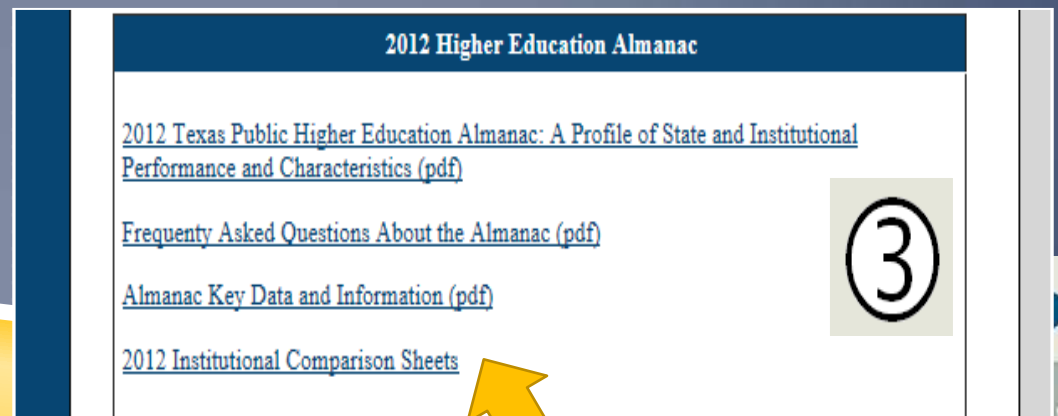 2012 Higher Education Almanac
2012 Texas Public Higher Education Almanac: A Profile of State and Institutional
Performance and Characteristics (pdf)
Frequenty Asked Questions About the Almanac (pdf)
3
Almanac Key Data and Information (pdf)
2012 Institutional Comparison Sheets